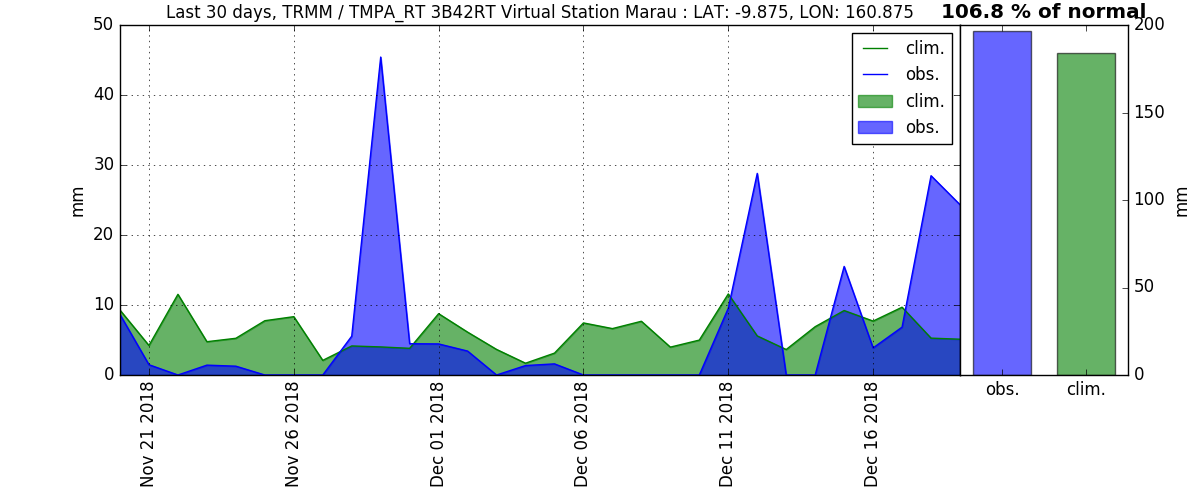 Last 30 days, TRMM / TMPA_RT 3B42RT Virtual Station Marau : LAT: -9.875, LON: 160.875
106.8 % of normal
50
40
30
20
10
0
mm
clim.
obs.
clim.
obs.
200
150
100
50
0
mm
obs.
clim.
Nov 21 2018
Nov 26 2018
Dec 01 2018
Dec 06 2018
Dec 11 2018
Dec 16 2018